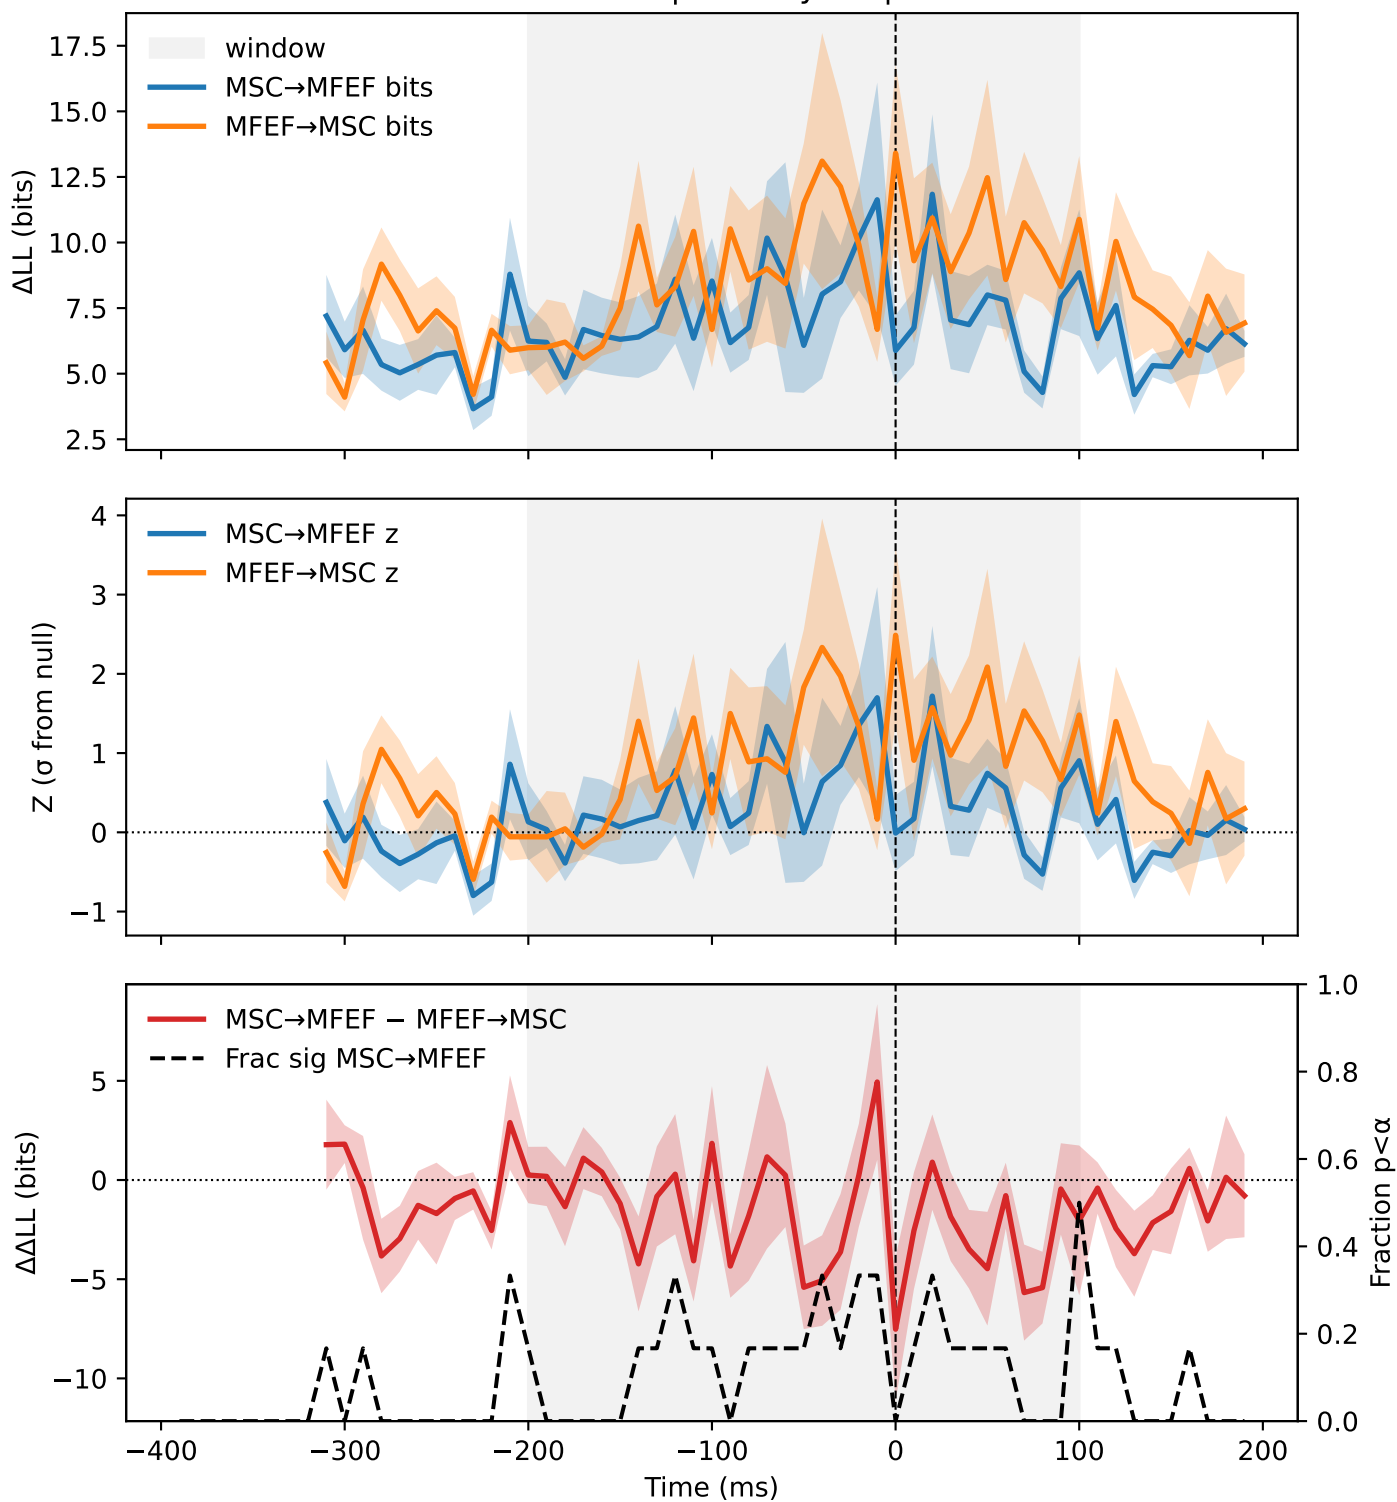 17.5
15.0
12.5
10.0
7.5
5.0
2.5
ΔLL (bits)
window
MSC→MFEF bits
MFEF→MSC bits
4
3
2
1
0
−1
Z (σ from null)
MSC→MFEF z
MFEF→MSC z
5
0
−5
−10
ΔΔLL (bits)
MSC→MFEF − MFEF→MSC
Frac sig MSC→MFEF
1.0
0.8
0.6
0.4
0.2
0.0
Fraction p<α
−400 −300 −200 −100 0 100 200
Time (ms)